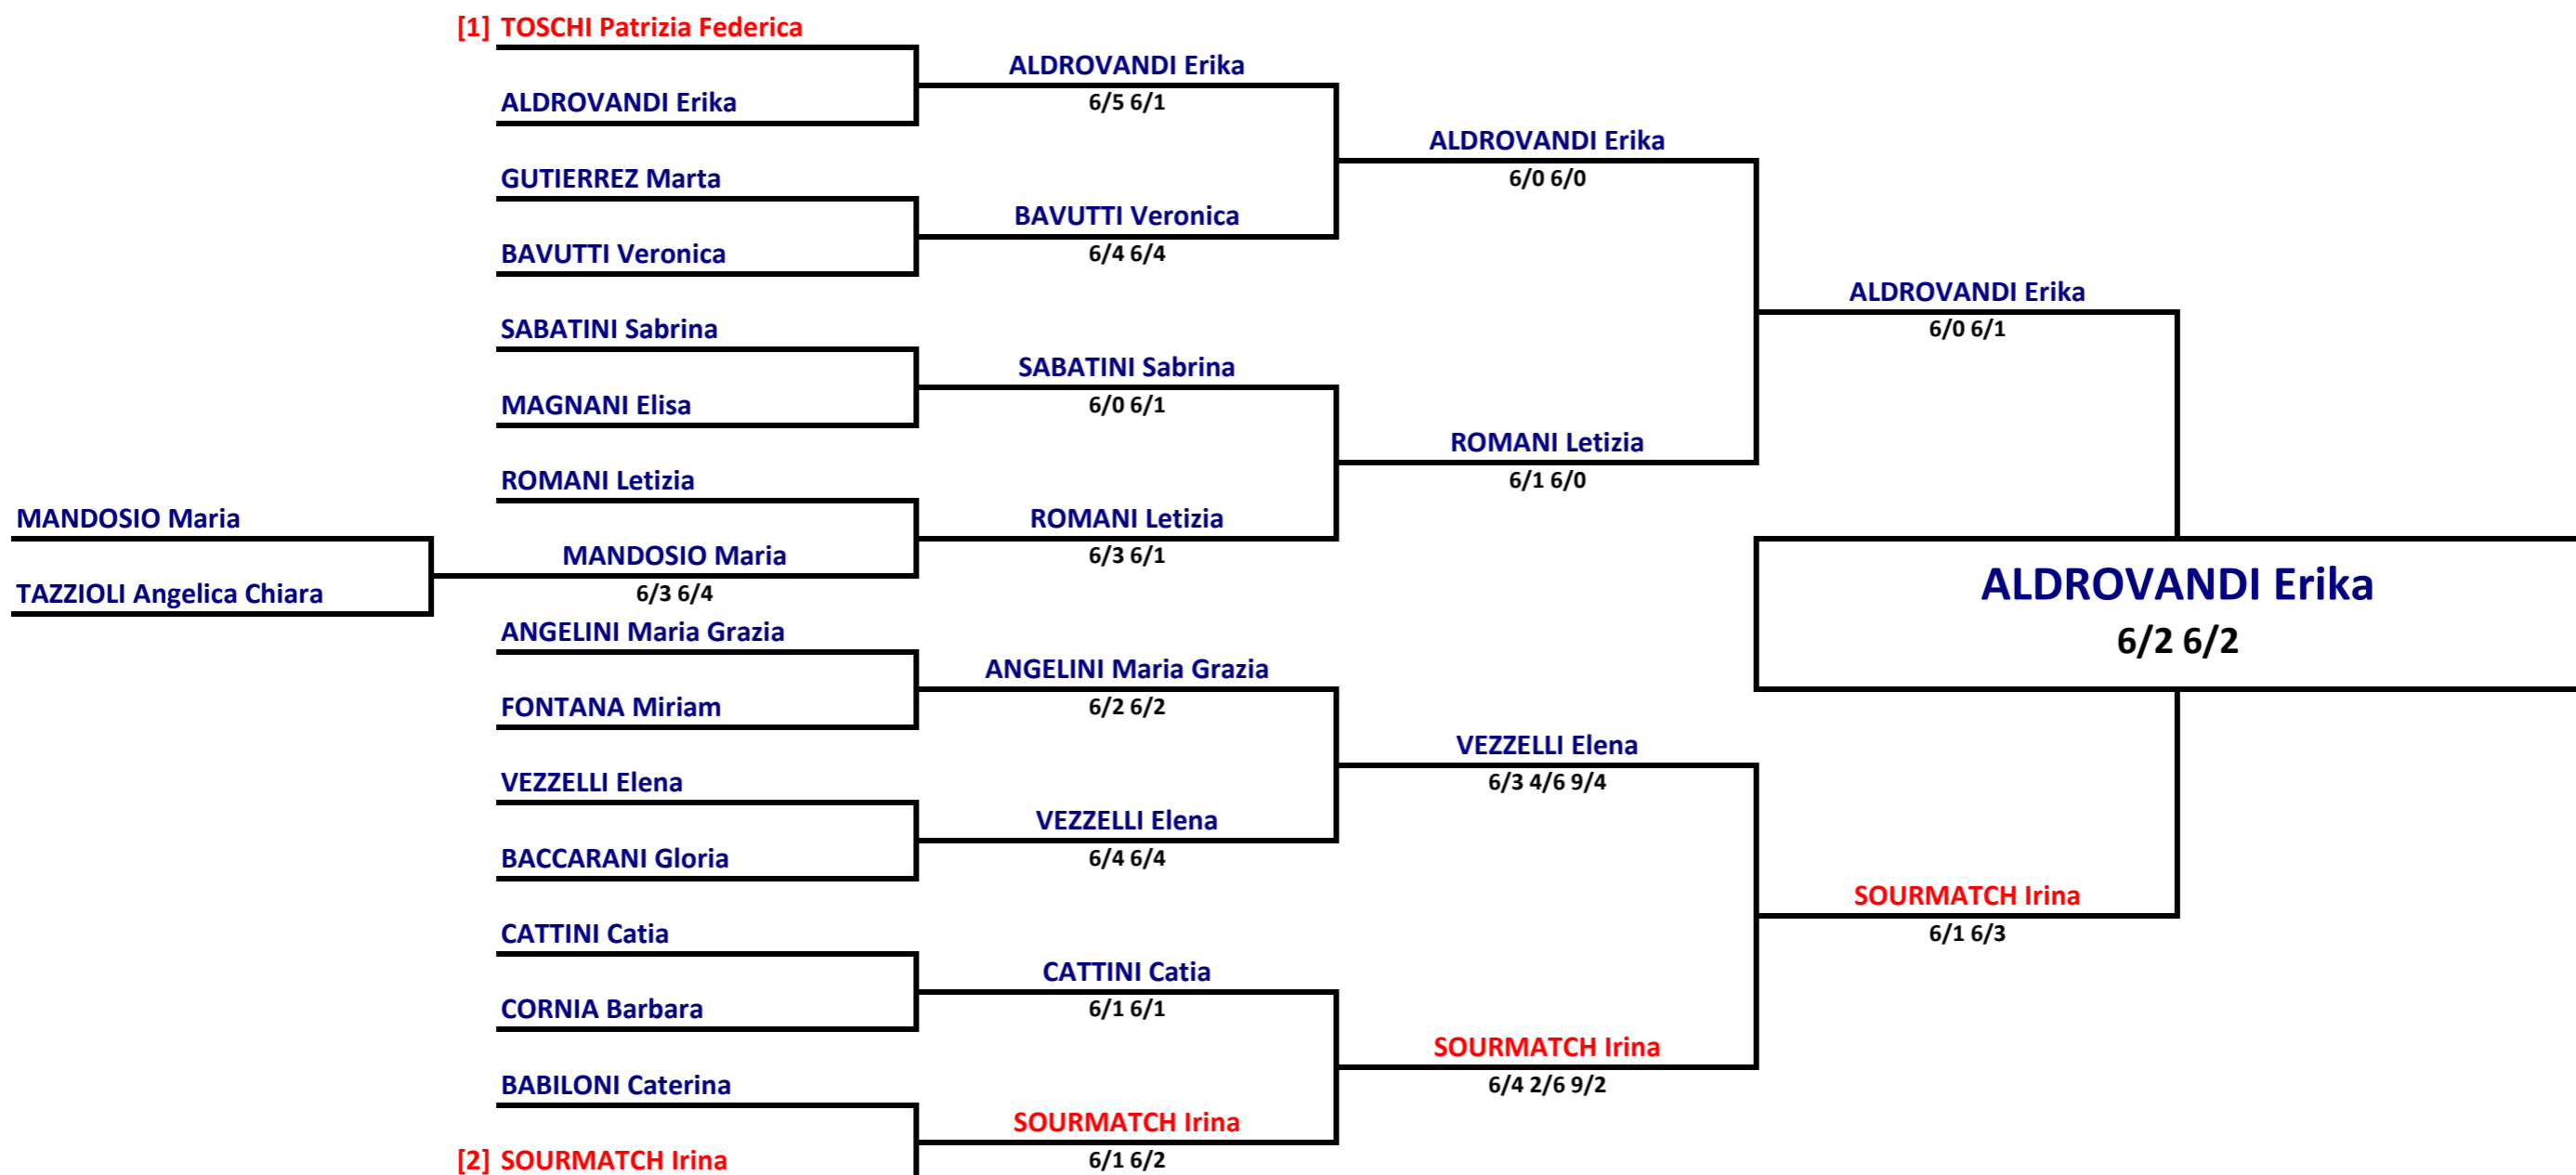 [1] TOSCHI Patrizia Federica
ALDROVANDI Erika
ALDROVANDI Erika
6/5 6/1
ALDROVANDI Erika
6/0 6/0
GUTIERREZ Marta
BAVUTTI Veronica
BAVUTTI Veronica
6/4 6/4
ALDROVANDI Erika
6/0 6/1
SABATINI Sabrina
SABATINI Sabrina
6/0 6/1
MAGNANI Elisa
ROMANI Letizia
6/1 6/0
ROMANI Letizia
MANDOSIO Maria
ROMANI Letizia
6/3 6/1
MANDOSIO Maria
6/3 6/4
TAZZIOLI Angelica Chiara
ALDROVANDI Erika
6/2 6/2
ANGELINI Maria Grazia
ANGELINI Maria Grazia
6/2 6/2
FONTANA Miriam
VEZZELLI Elena
6/3 4/6 9/4
VEZZELLI Elena
VEZZELLI Elena
6/4 6/4
BACCARANI Gloria
SOURMATCH Irina
6/1 6/3
CATTINI Catia
CATTINI Catia
6/1 6/1
CORNIA Barbara
SOURMATCH Irina
6/4 2/6 9/2
BABILONI Caterina
SOURMATCH Irina
6/1 6/2
[2] SOURMATCH Irina